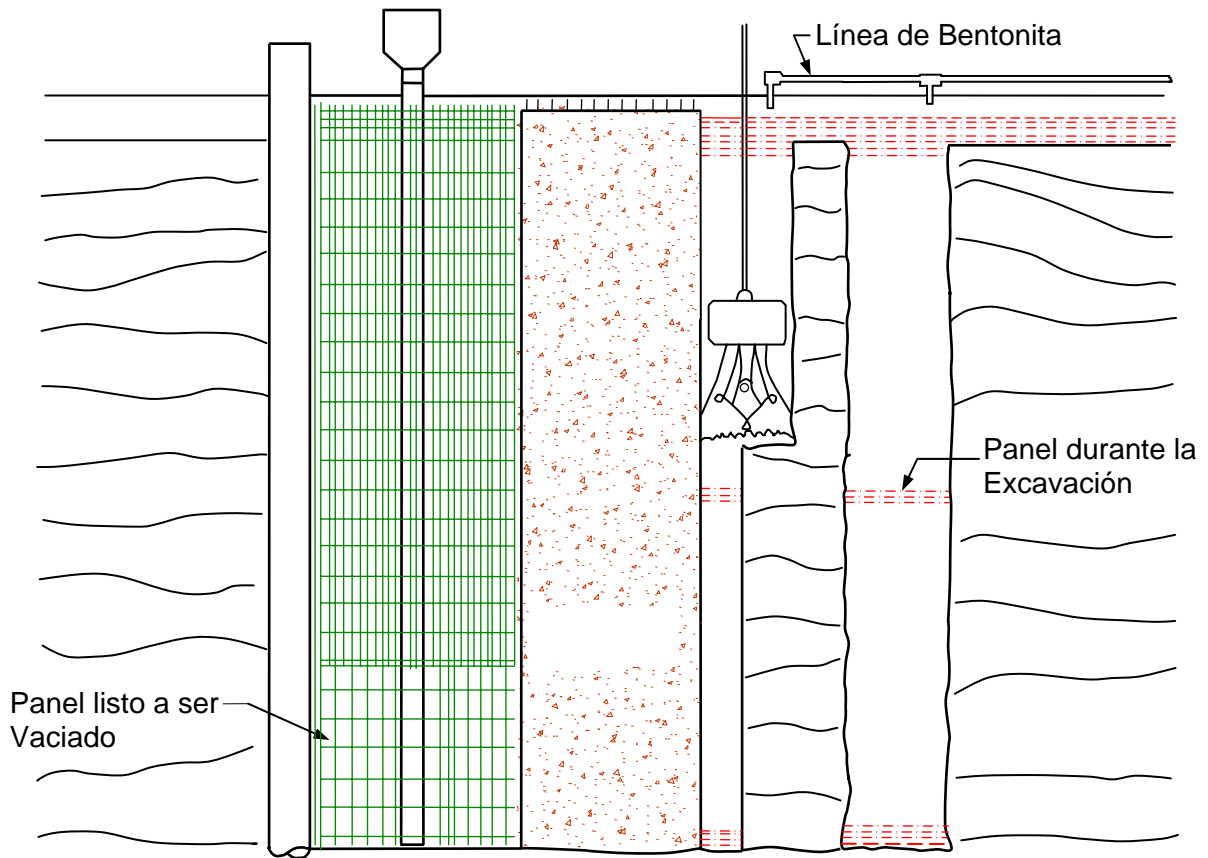 Línea de Bentonita
Panel durante la
Excavación
Panel listo a ser
Vaciado